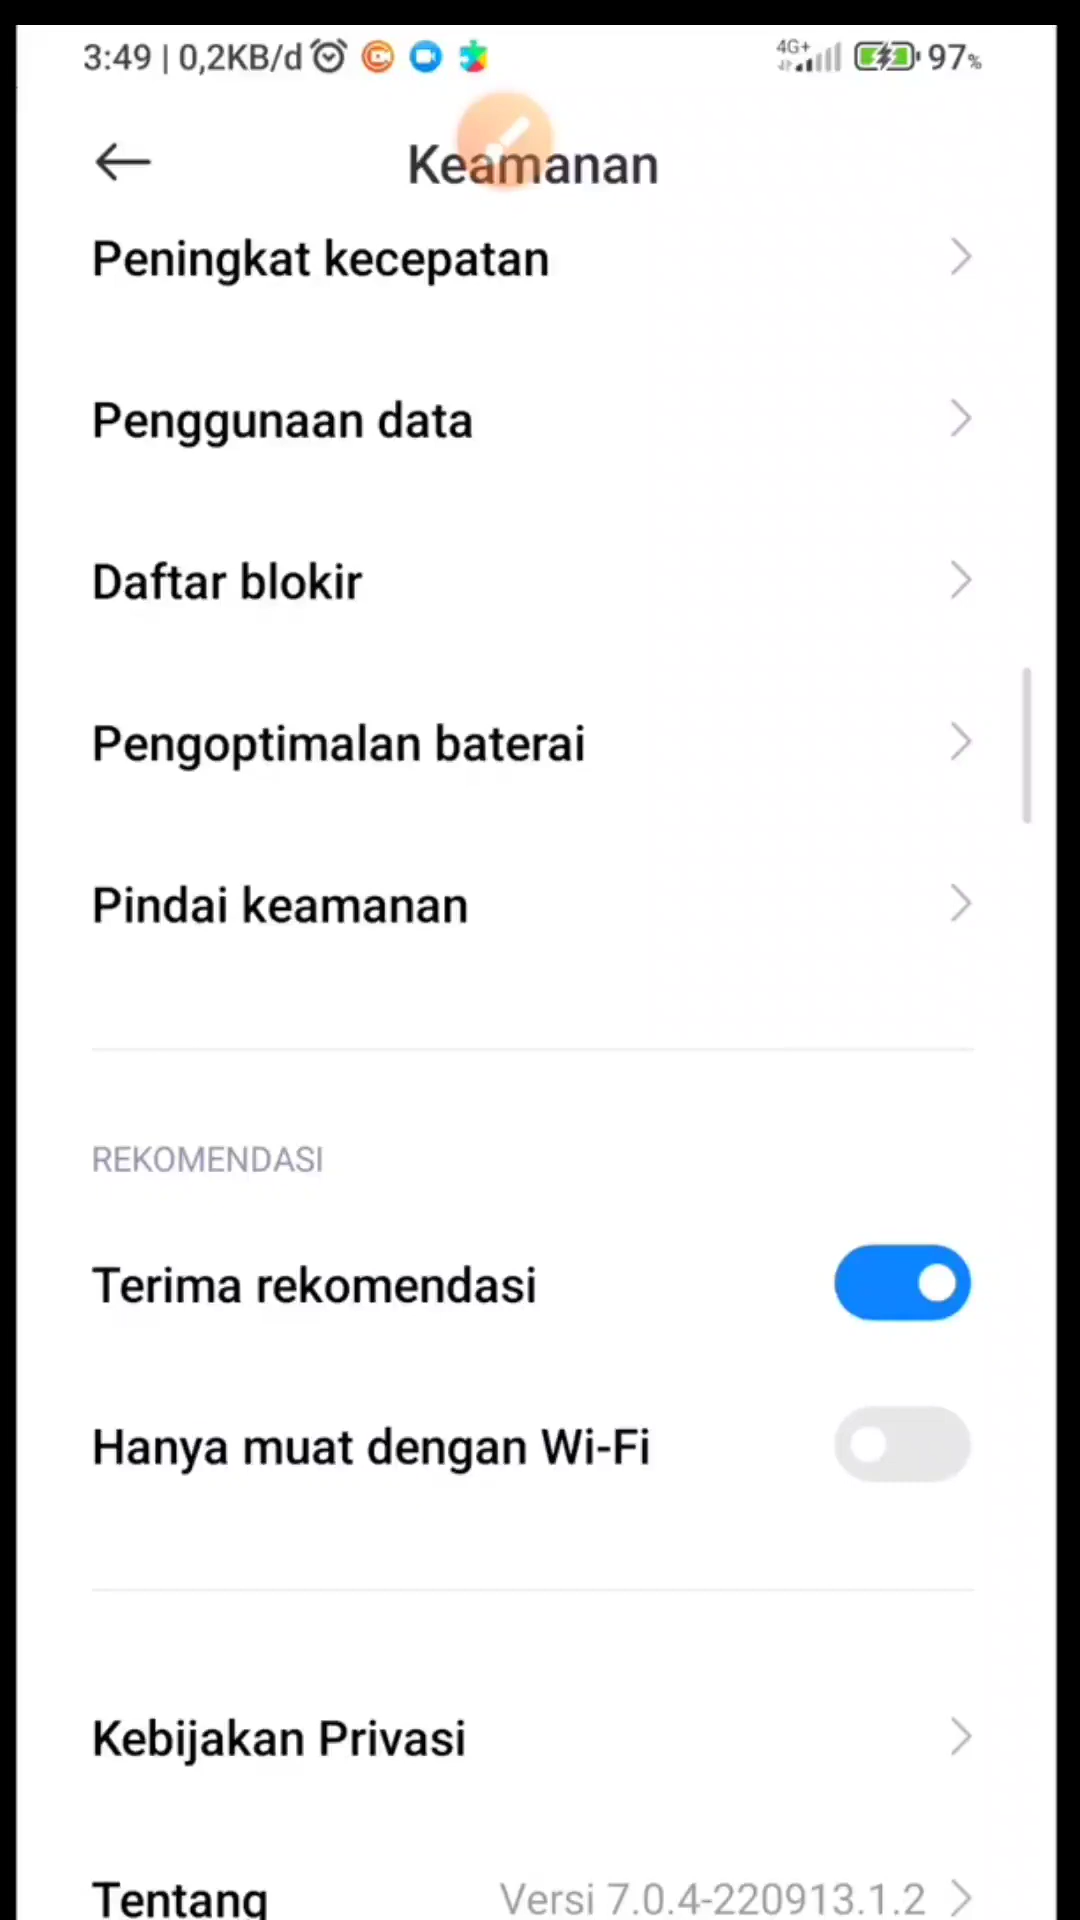 3:49 | 0,2KB/d
4G+
97%
Keamanan
Peningkat kecepatan
Penggunaan data
Daftar blokir
Pengoptimalan baterai
Pindai keamanan
REKOMENDASI
Terima rekomendasi
Hanya muat dengan Wi-Fi
Kebijakan Privasi
Tentang
Versi 7.0.4-220913.1.2